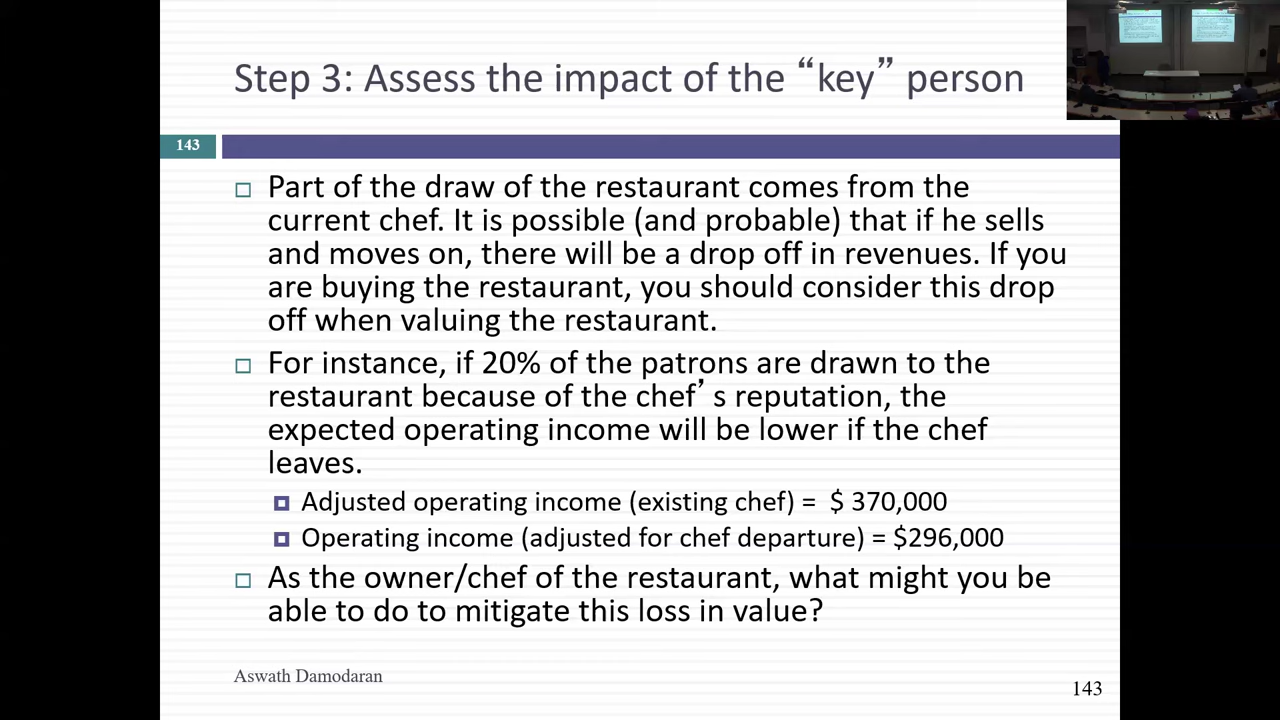 Step 3: Assess the impact of the “key” person
143
Part of the draw of the restaurant comes from the
current chef. It is possible (and probable) that if he sells
and moves on, there will be a drop off in revenues. If you
are buying the restaurant, you should consider this drop
off when valuing the restaurant.
For instance, if 20% of the patrons are drawn to the
restaurant because of the chef’s reputation, the
expected operating income will be lower if the chef
leaves.
Adjusted operating income (existing chef) = $ 370,000
Operating income (adjusted for chef departure) = $296,000
As the owner/chef of the restaurant, what might you be
able to do to mitigate this loss in value?
Aswath Damodaran
143